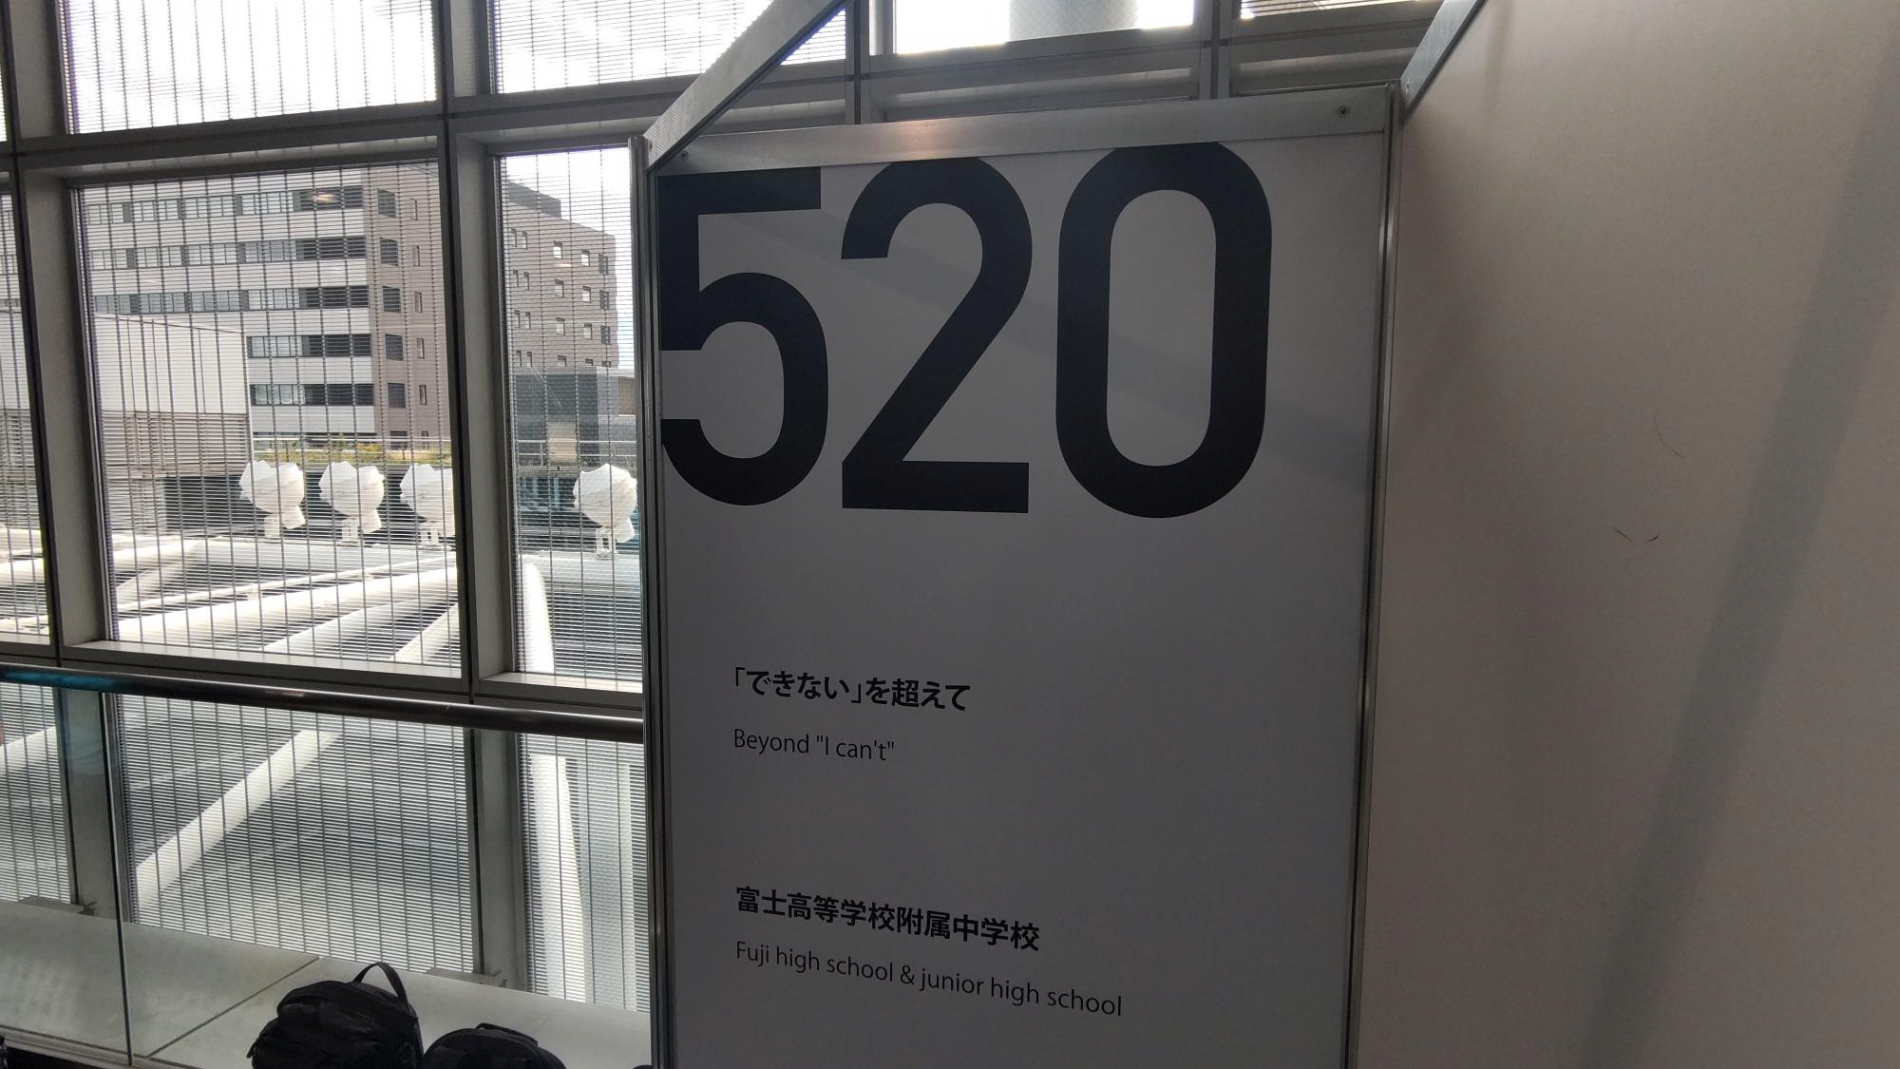 520
「できない」を超えて
Beyond "I can't"
富士高等学校附属中学校
Fuji high school & junior high school